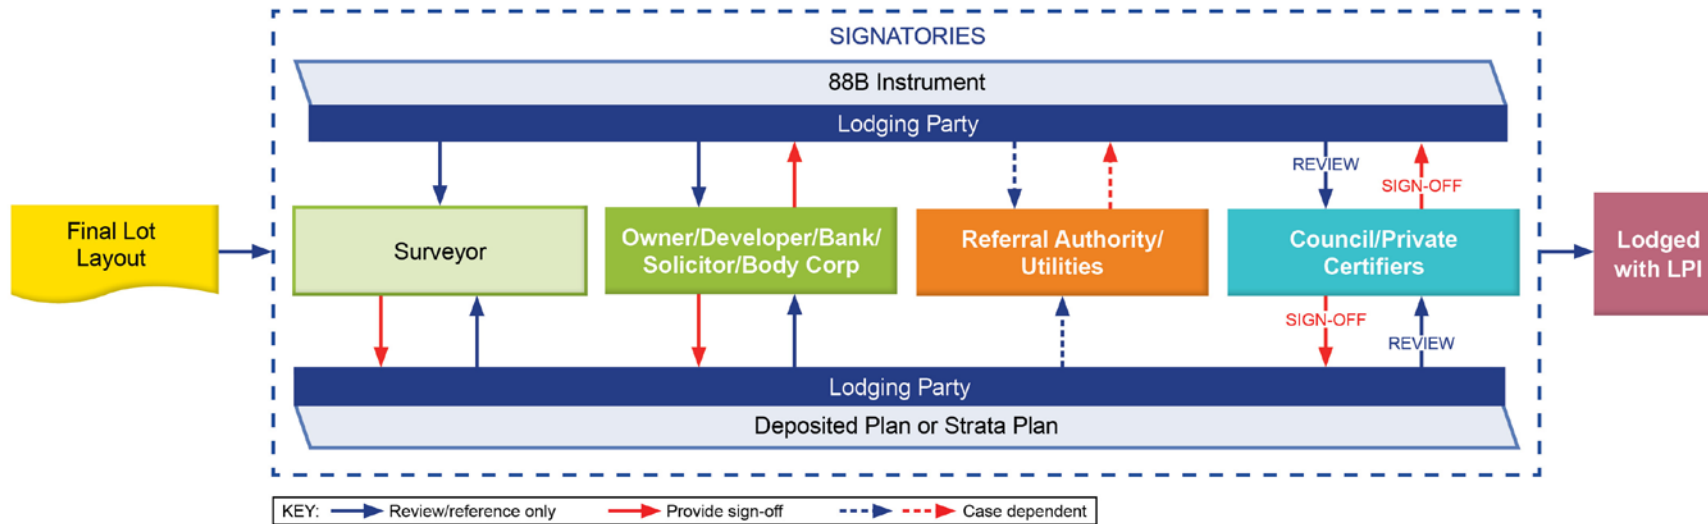 SIGNATORIES
88B Instrument
Lodging Party
REVIEW
SIGN-OFF
Final Lot
Layout
Surveyor
Owner/Developer/Bank/
Solicitor/Body Corp
Referral Authority/
Utilities
Council/Private
Certifiers
Lodged
with LPI
SIGN-OFF
REVIEW
Lodging Party
Deposited Plan or Strata Plan
KEY: Review/reference only Provide sign-off Case dependent